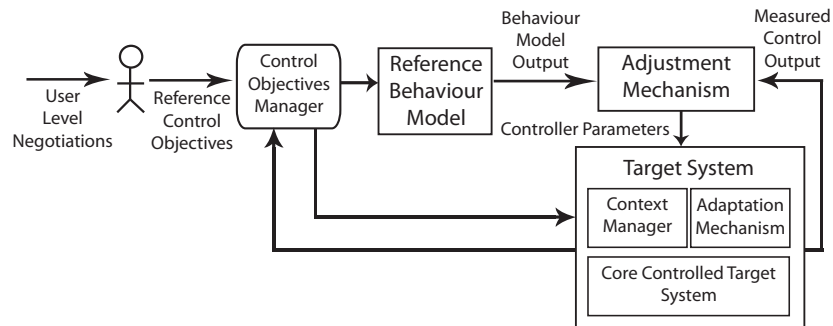 User
Level
Negotiations
Reference
Control
Objectives
Control
Objectives
Manager
Reference
Behaviour
Model
Behaviour
Model
Output
Adjustment
Mechanism
Measured
Control
Output
Controller Parameters
Target System
Context
Manager
Adaptation
Mechanism
Core Controlled Target
System